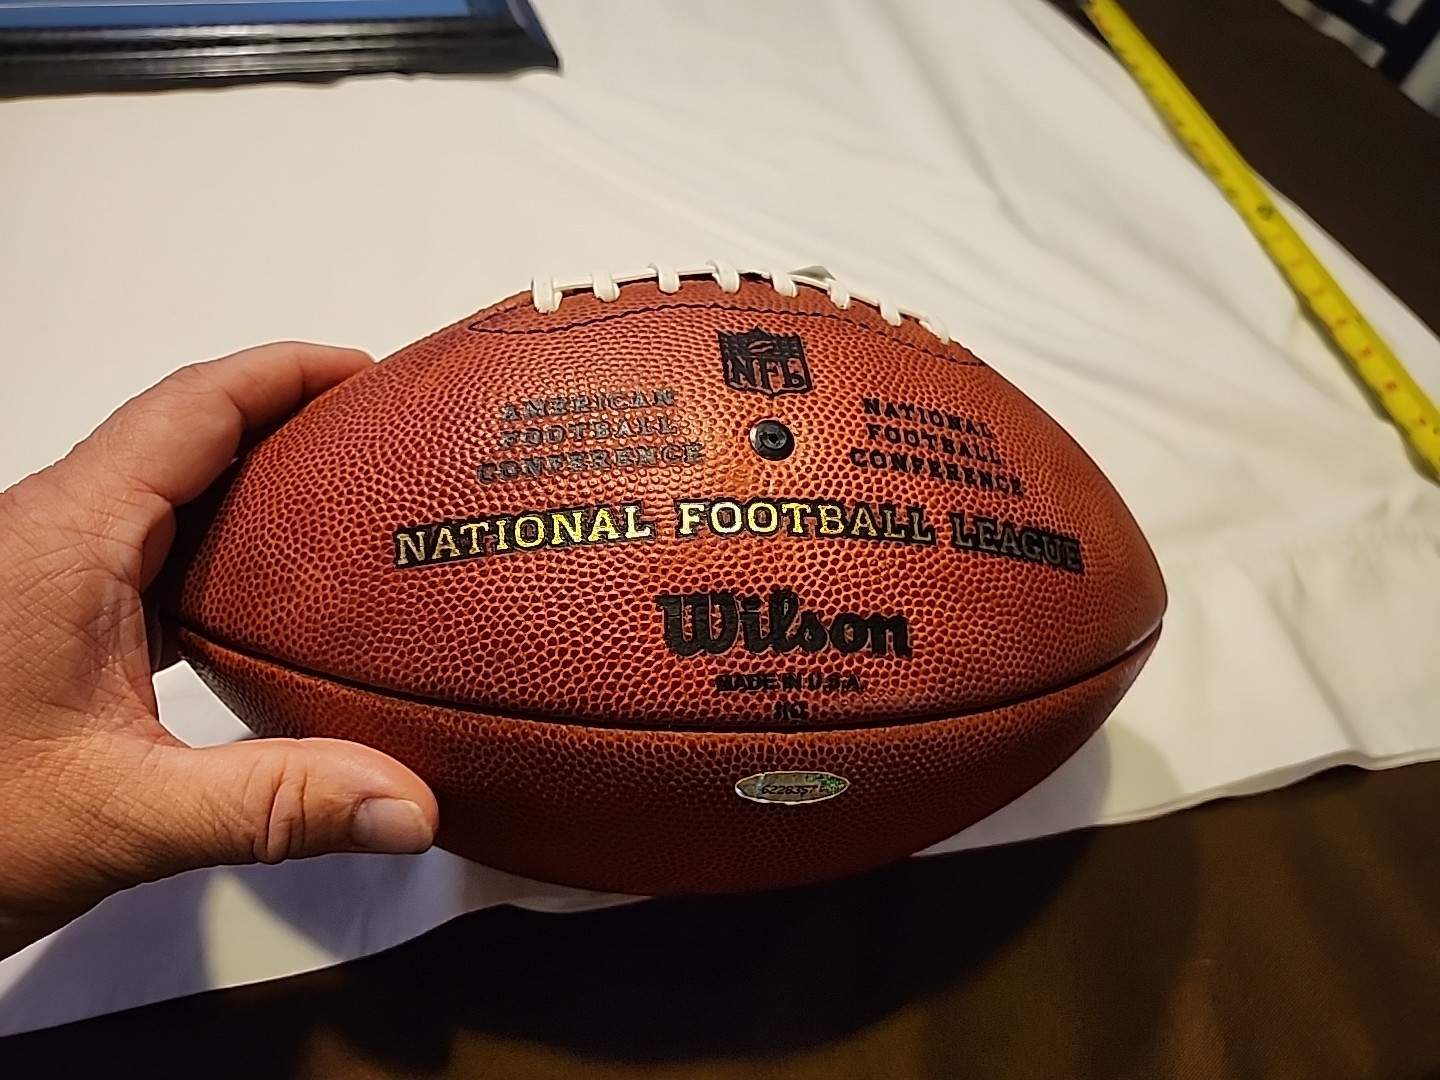 NFL
AMERICAN
FOOTBALL
CONFERENCE
NATIONAL
FOOTBALL
CONFERENCE
NATIONAL FOOTBALL LEAGUE
Wilson
MADE IN U.S.A.